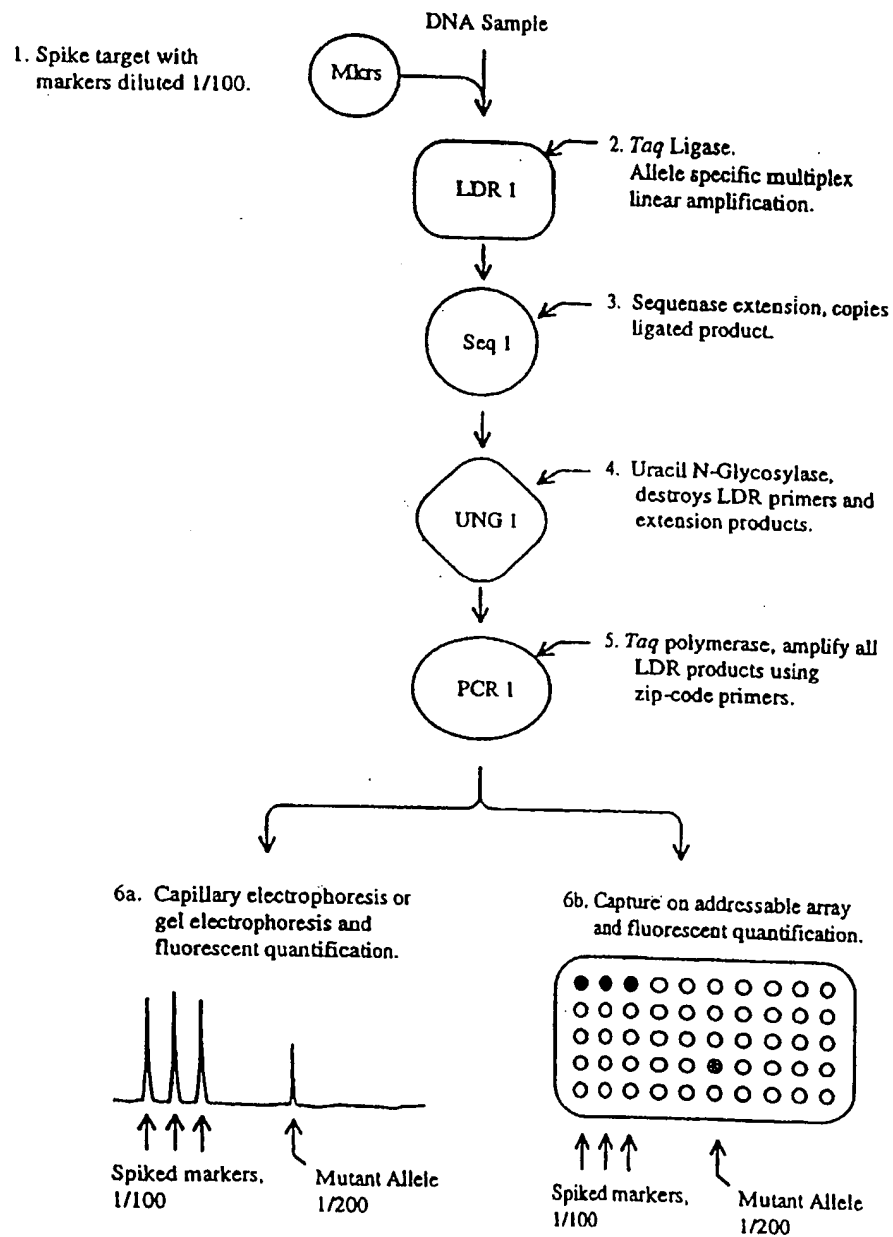 DNA Sample
1. Spike target with
markers diluted 1/100.
Mkrs
2. Taq Ligase.
Allele specific multiplex
linear amplification.
LDR 1
3. Sequenase extension, copies
ligated product.
Seq 1
4. Uracil N-Glycosylase,
destroys LDR primers and
extension products.
UNG 1
5. Taq polymerase, amplify all
LDR products using
zip-code primers.
PCR 1
6a. Capillary electrophoresis or
gel electrophoresis and
fluorescent quantification.
6b. Capture on addressable array
and fluorescent quantification.
Spiked markers,
1/100
Mutant Allele
1/200
Spiked markers,
1/100
Mutant Allele
1/200